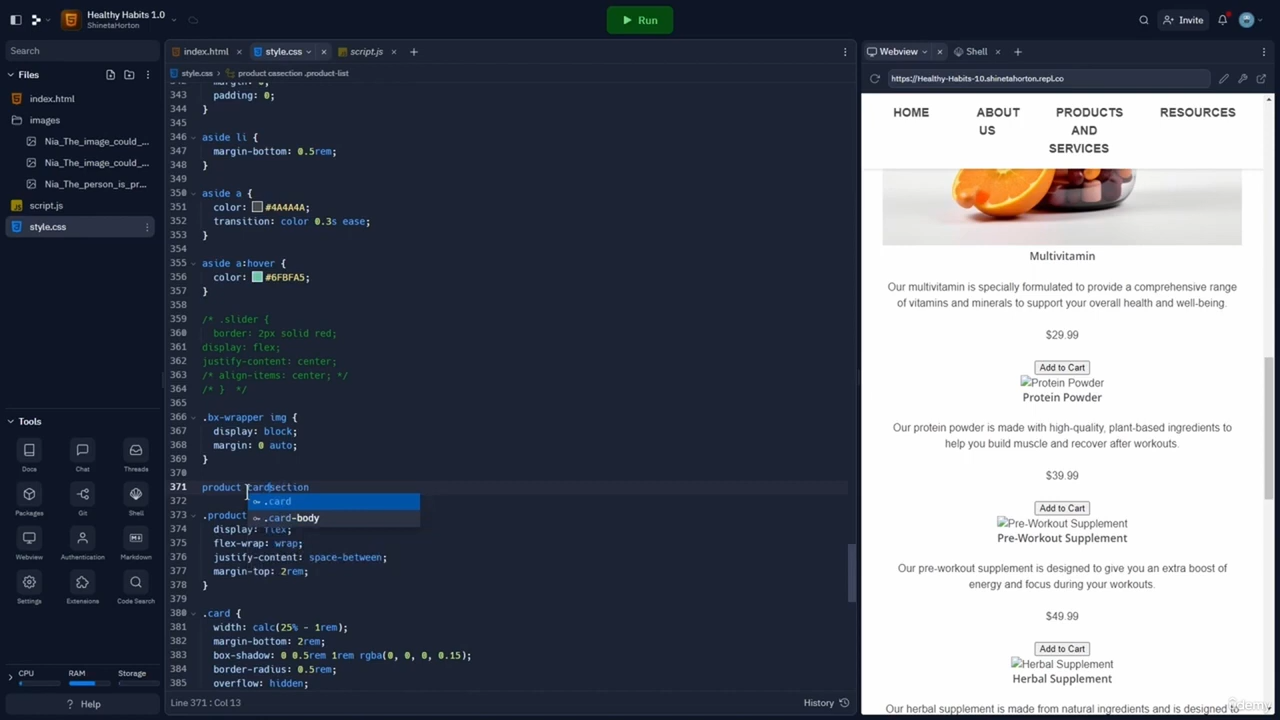 Healthy Habits 1.0
ShinetaHorton
Run
Invite
Search
Files
index.html
images
Nia_The_image_could_...
Nia_The_image_could_...
Nia_The_person_is_pr...
script.js
style.css
Tools
Docs
Chat
Threads
Packages
Git
Shell
Webview
Authentication
Markdown
Settings
Extensions
Code Search
CPU
RAM
Storage
Help
index.html
style.css
script.js
style.css > product casection .product-list
343 padding: 0;
344 }
345
346 aside li {
347 margin-bottom: 0.5rem;
348 }
349
350 aside a {
351 color: #4A4A4A;
352 transition: color 0.3s ease;
353 }
354
355 aside a:hover {
356 color: #6FBFA5;
357 }
358
359 /* .slider {
360 border: 2px solid red;
361 display: flex;
362 justify-content: center;
363 /* align-items: center; */
364 /* } */
365
366 .bx-wrapper img {
367 display: block;
368 margin: 0 auto;
369 }
370
371 product cardsection
372
.card
.card-body
373 .product
374 display: flex;
375 flex-wrap: wrap;
376 justify-content: space-between;
377 margin-top: 2rem;
378 }
379
380 .card {
381 width: calc(25% - 1rem);
382 margin-bottom: 2rem;
383 box-shadow: 0 0.5rem 1rem rgba(0, 0, 0, 0.15);
384 border-radius: 0.5rem;
385 overflow: hidden;
Line 371 : Col 13
History
Webview
Shell
https://Healthy-Habits-10.shinetahorton.repl.co
HOME
ABOUT US
PRODUCTS AND SERVICES
RESOURCES
Multivitamin
Our multivitamin is specially formulated to provide a comprehensive range
of vitamins and minerals to support your overall health and well-being.
$29.99
Add to Cart
Protein Powder
Protein Powder
Our protein powder is made with high-quality, plant-based ingredients to
help you build muscle and recover after workouts.
$39.99
Add to Cart
Pre-Workout Supplement
Pre-Workout Supplement
Our pre-workout supplement is designed to give you an extra boost of
energy and focus during your workouts.
$49.99
Add to Cart
Herbal Supplement
Herbal Supplement
Our herbal supplement is made from natural ingredients and is designed to